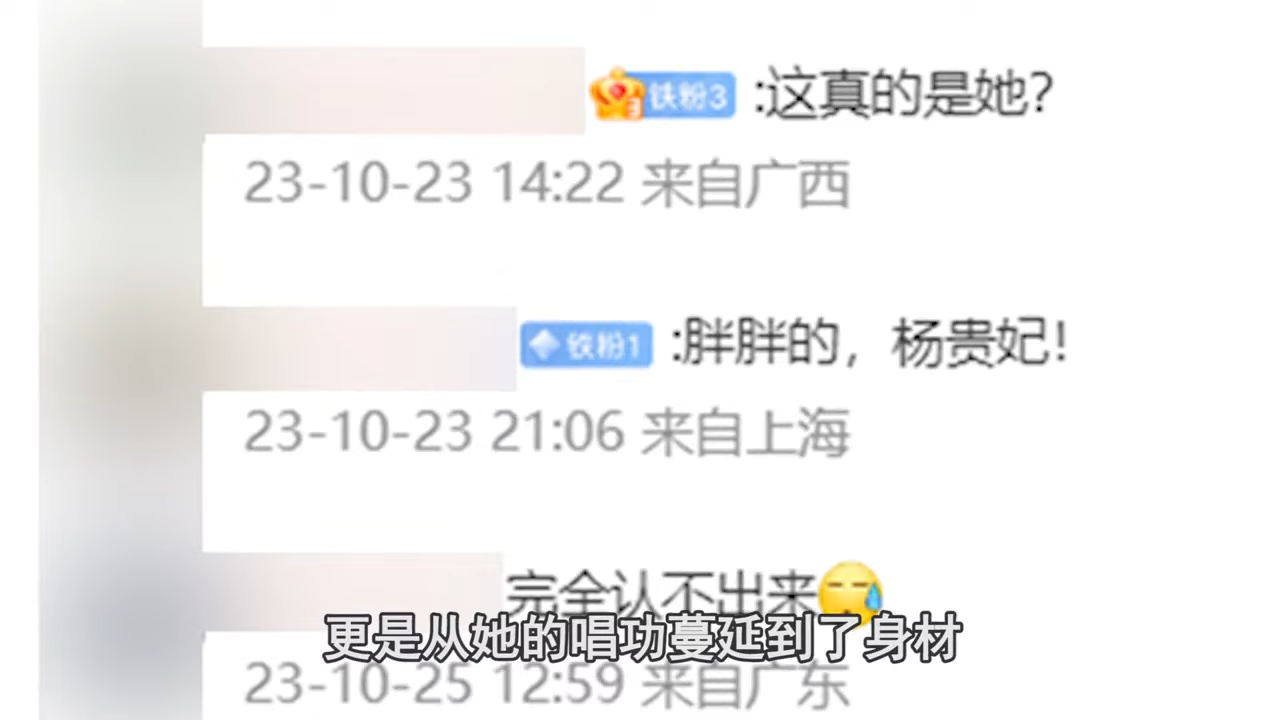 3 铁粉3 :这真的是她?
23-10-23 14:22 来自广西
铁粉1 :胖胖的，杨贵妃!
23-10-23 21:06 来自上海
完全认不出来
更是从她的唱功蔓延到了身材
23-10-25 12:59 来自广东